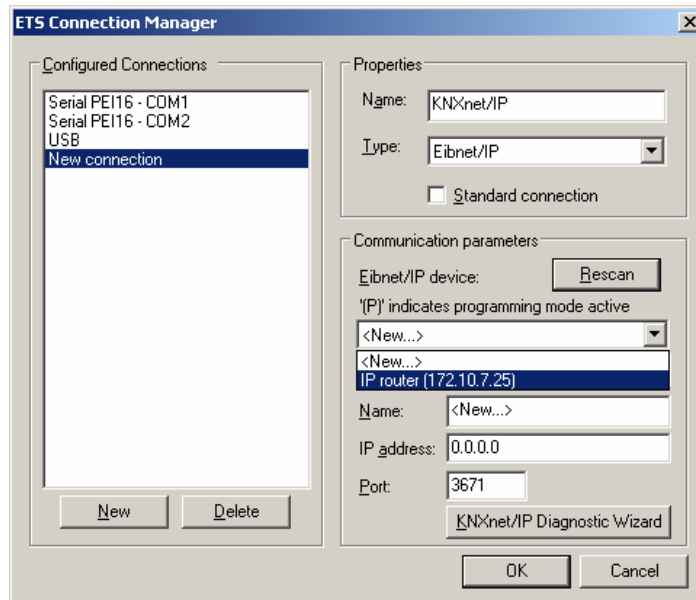 ETS Connection Manager
Configured Connections
Serial PEI16 - COM1
Serial PEI16 - COM2
USB
New connection
New
Delete
Properties
Name: KNXnet/IP
Type: Eibnet/IP
Standard connection
Communication parameters
Eibnet/IP device: Rescan
'(P)' indicates programming mode active
<New...>
<New...>
IP router (172.10.7.25)
Name: <New...>
IP address: 0.0.0.0
Port: 3671
KNXnet/IP Diagnostic Wizard
OK
Cancel